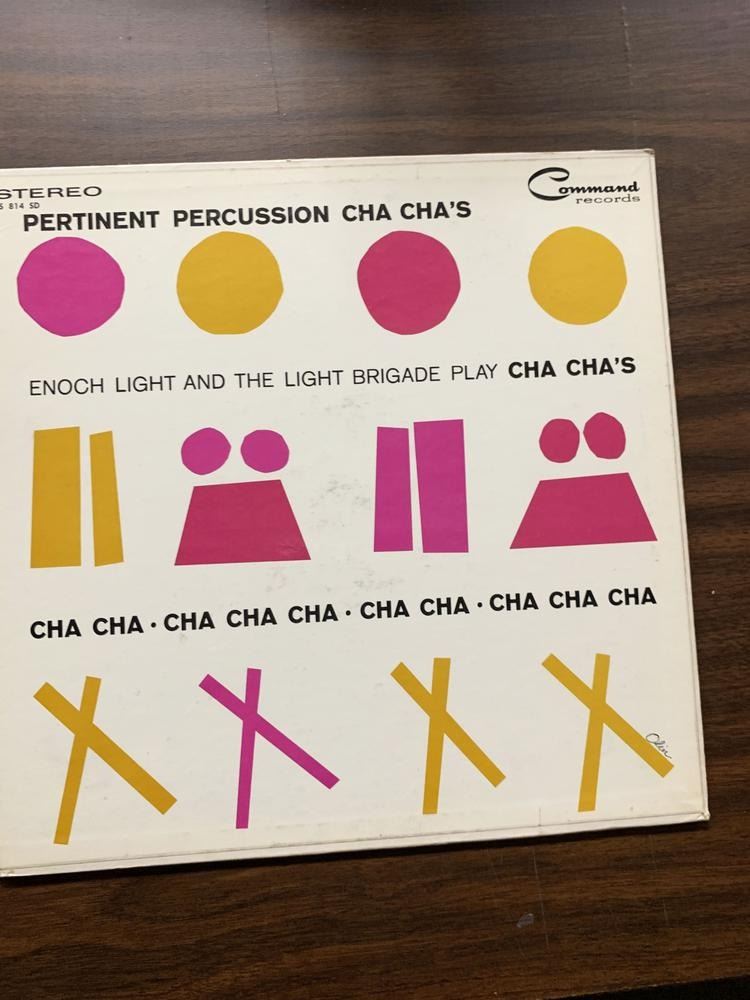 STEREO
S 814 SD
Command
records
PERTINENT PERCUSSION CHA CHA'S
ENOCH LIGHT AND THE LIGHT BRIGADE PLAY CHA CHA'S
CHA CHA · CHA CHA CHA · CHA CHA · CHA CHA CHA
Olin